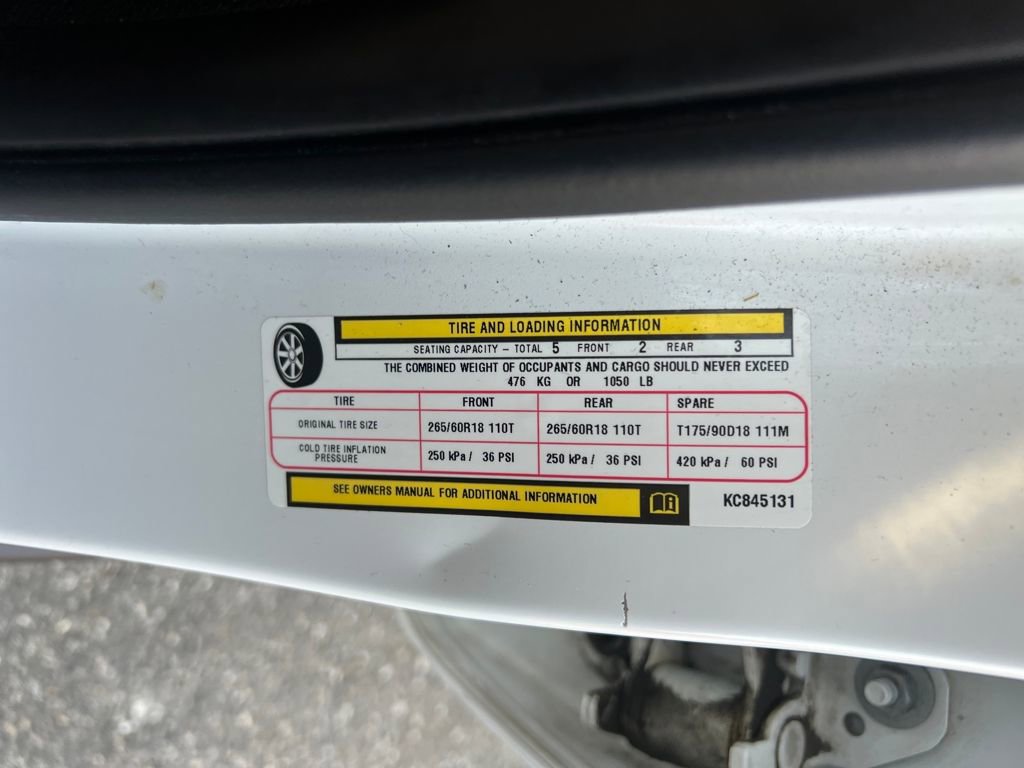 TIRE AND LOADING INFORMATION
SEATING CAPACITY – TOTAL 5 FRONT 2 REAR 3
THE COMBINED WEIGHT OF OCCUPANTS AND CARGO SHOULD NEVER EXCEED
476 KG OR 1050 LB
TIRE FRONT REAR SPARE
ORIGINAL TIRE SIZE 265/60R18 110T 265/60R18 110T T175/90D18 111M
COLD TIRE INFLATION PRESSURE 250 kPa / 36 PSI 250 kPa / 36 PSI 420 kPa / 60 PSI
SEE OWNERS MANUAL FOR ADDITIONAL INFORMATION KC845131